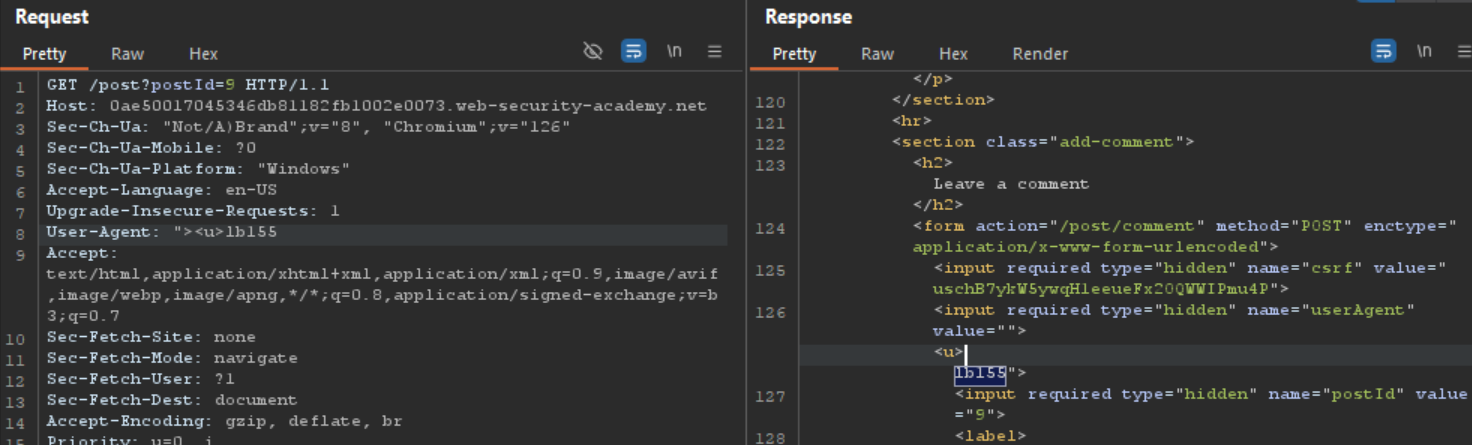 Request
Pretty Raw Hex \n
1 GET /post?postId=9 HTTP/1.1
2 Host: 0ae50017045346db81182fb1002e0073.web-security-academy.net
3 Sec-Ch-Ua: "Not/A)Brand";v="8", "Chromium";v="126"
4 Sec-Ch-Ua-Mobile: ?0
5 Sec-Ch-Ua-Platform: "Windows"
6 Accept-Language: en-US
7 Upgrade-Insecure-Requests: 1
8 User-Agent: "><u>lbl55
9 Accept:
text/html,application/xhtml+xml,application/xml;q=0.9,image/avif
,image/webp,image/apng,*/*;q=0.8,application/signed-exchange;v=b
3;q=0.7
10 Sec-Fetch-Site: none
11 Sec-Fetch-Mode: navigate
12 Sec-Fetch-User: ?1
13 Sec-Fetch-Dest: document
14 Accept-Encoding: gzip, deflate, br
15 Priority: u=0, i
Response
Pretty Raw Hex Render \n
</p>
120 </section>
121 <hr>
122 <section class="add-comment">
123 <h2>
Leave a comment
</h2>
124 <form action="/post/comment" method="POST" enctype="
application/x-www-form-urlencoded">
125 <input required type="hidden" name="csrf" value="
uschB7ykW5ywqHleeueFx20QWWIPmu4P">
126 <input required type="hidden" name="userAgent"
value="">
<u>
lbl55">
127 <input required type="hidden" name="postId" value
="9">
128 <label>